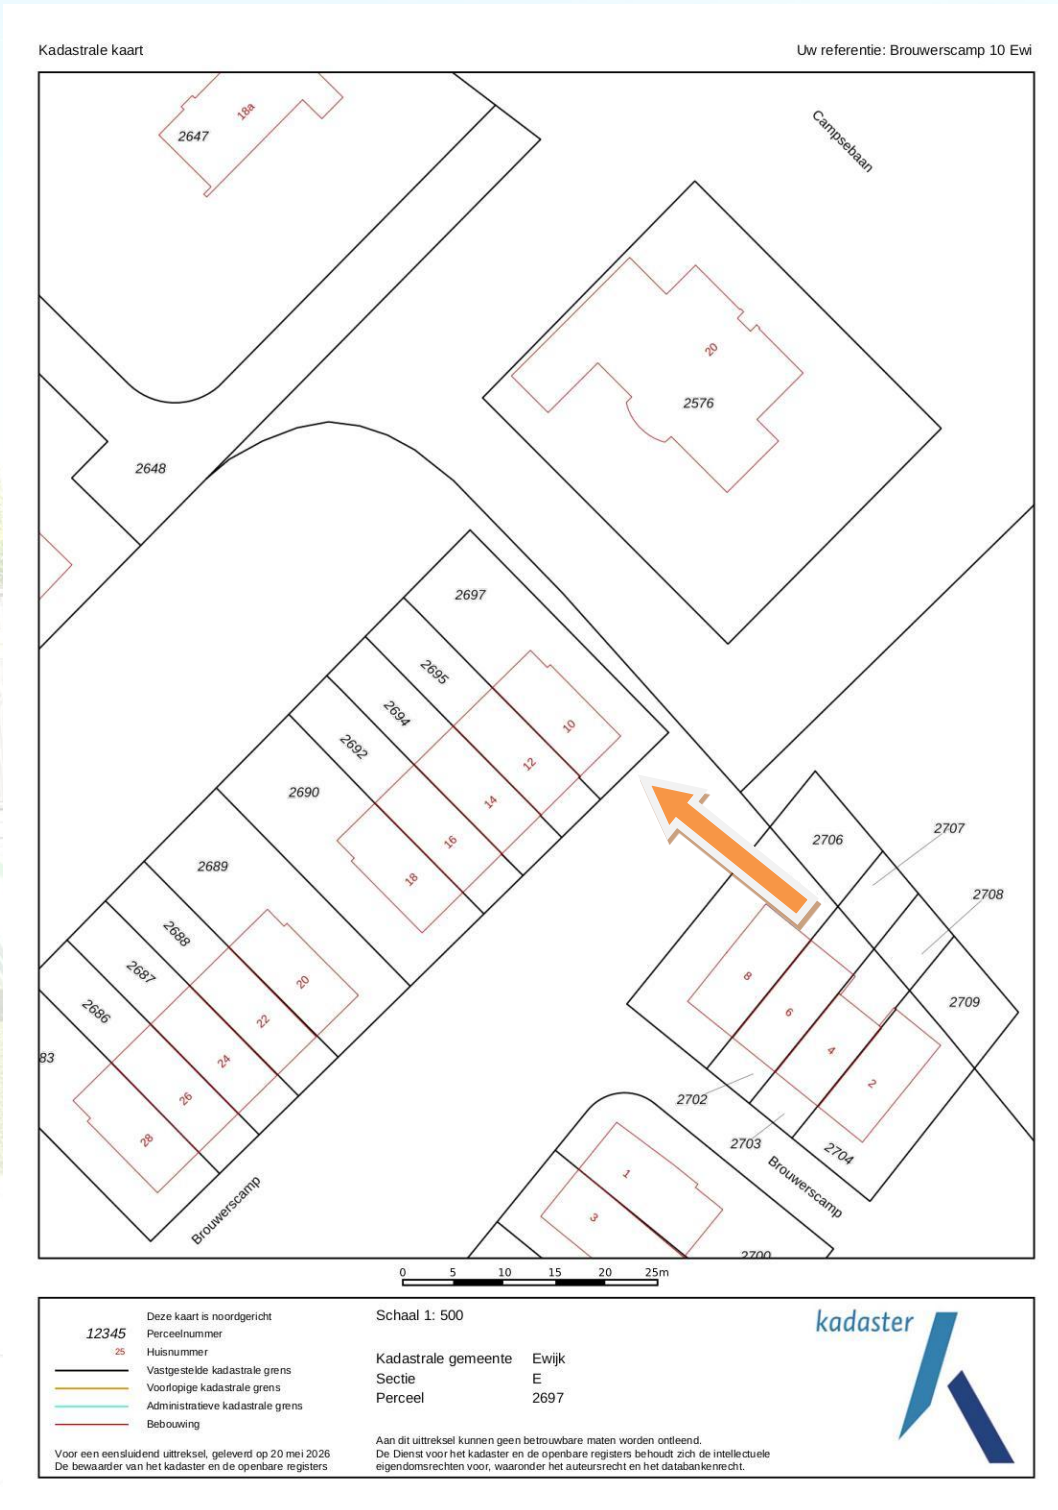 Kadastrale kaart
Uw referentie: Brouwerscamp 10 Ewi
18a
2647
Campsebaan
20
2576
2648
2697
2695
10
2694
12
2692
14
2690
16
18
2706
2707
2689
2708
2688
20
8
2687
22
6
2709
2686
24
4
83
26
2
2702
28
2703
2704
1
Brouwerscamp
Brouwerscamp
3
2700
0 5 10 15 20 25m
Deze kaart is noordgericht
12345 Perceelnummer
25 Huisnummer
Vastgestelde kadastrale grens
Voorlopige kadastrale grens
Administratieve kadastrale grens
Bebouwing
Voor een eensluidend uittreksel, geleverd op 20 mei 2026
De bewaarder van het kadaster en de openbare registers
Schaal 1: 500
Kadastrale gemeente Ewijk
Sectie E
Perceel 2697
Aan dit uittreksel kunnen geen betrouwbare maten worden ontleend.
De Dienst voor het kadaster en de openbare registers behoudt zich de intellectuele
eigendomsrechten voor, waaronder het auteursrecht en het databankenrecht.
kadaster